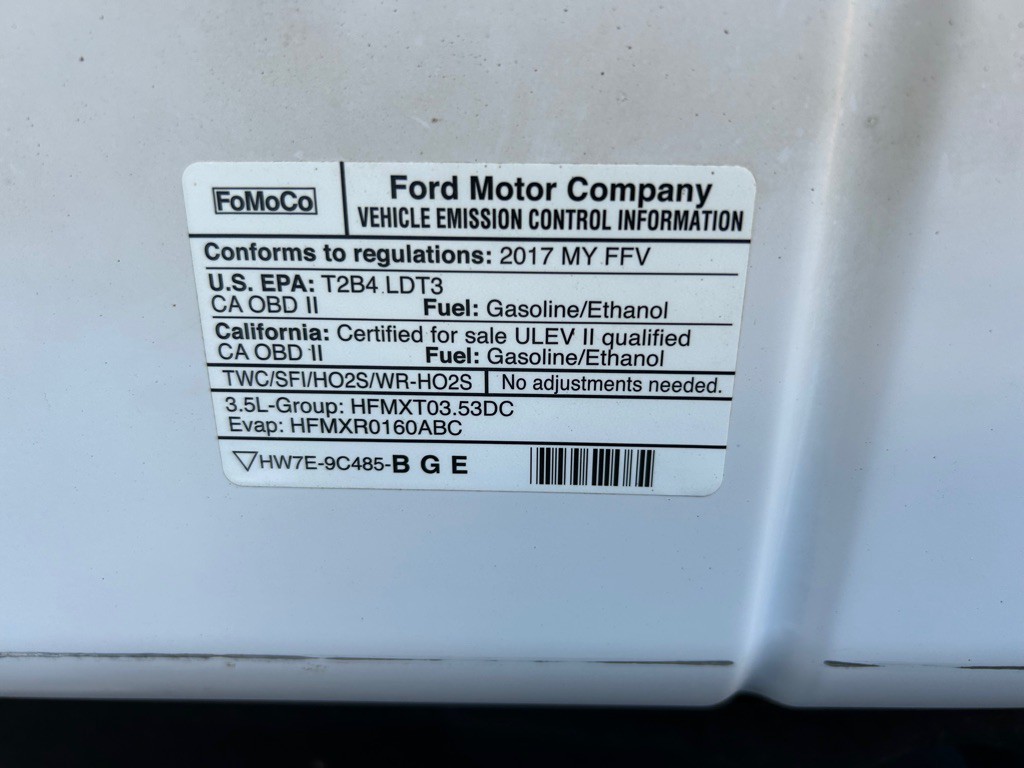 FoMoCo
Ford Motor Company
VEHICLE EMISSION CONTROL INFORMATION
Conforms to regulations: 2017 MY FFV
U.S. EPA: T2B4 LDT3
CA OBD II Fuel: Gasoline/Ethanol
California: Certified for sale ULEV II qualified
CA OBD II Fuel: Gasoline/Ethanol
TWC/SFI/HO2S/WR-HO2S No adjustments needed.
3.5L-Group: HFMXT03.53DC
Evap: HFMXR0160ABC
HW7E-9C485-B G E